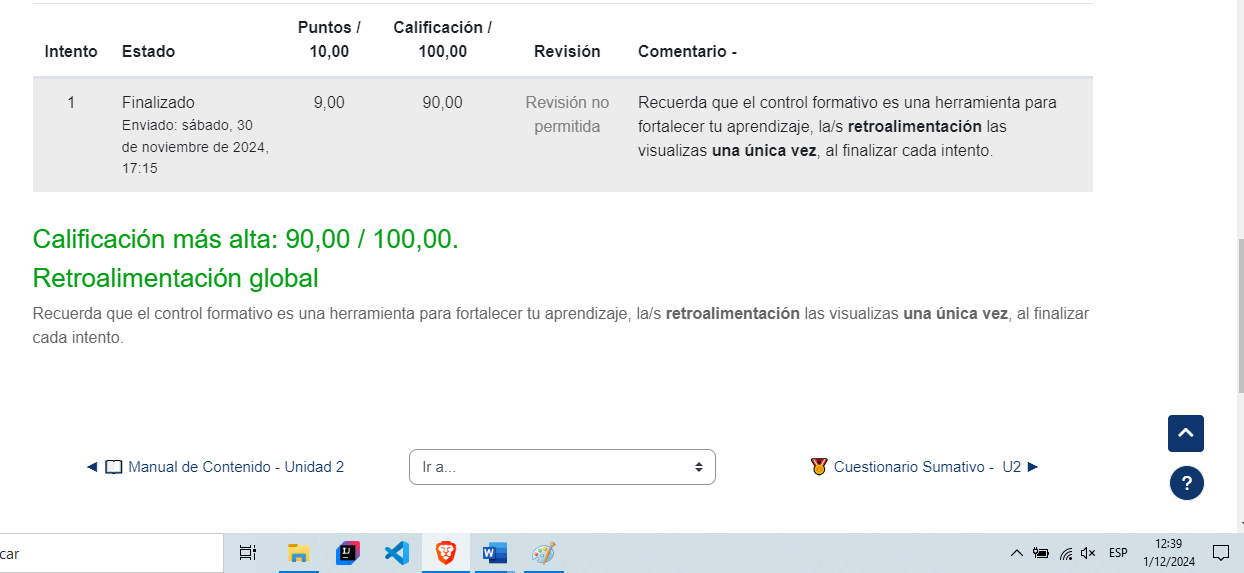 Intento Estado Puntos / 10,00 Calificación / 100,00 Revisión Comentario -
1 Finalizado 9,00 90,00 Revisión no permitida Recuerda que el control formativo es una herramienta para
Enviado: sábado, 30 fortalecer tu aprendizaje, la/s retroalimentación las
de noviembre de 2024, visualizas una única vez, al finalizar cada intento.
17:15
Calificación más alta: 90,00 / 100,00.
Retroalimentación global
Recuerda que el control formativo es una herramienta para fortalecer tu aprendizaje, la/s retroalimentación las visualizas una única vez, al finalizar
cada intento.
◄ Manual de Contenido - Unidad 2
Ir a...
Cuestionario Sumativo - U2 ►
?
car
IJ
W
ESP
12:39
1/12/2024